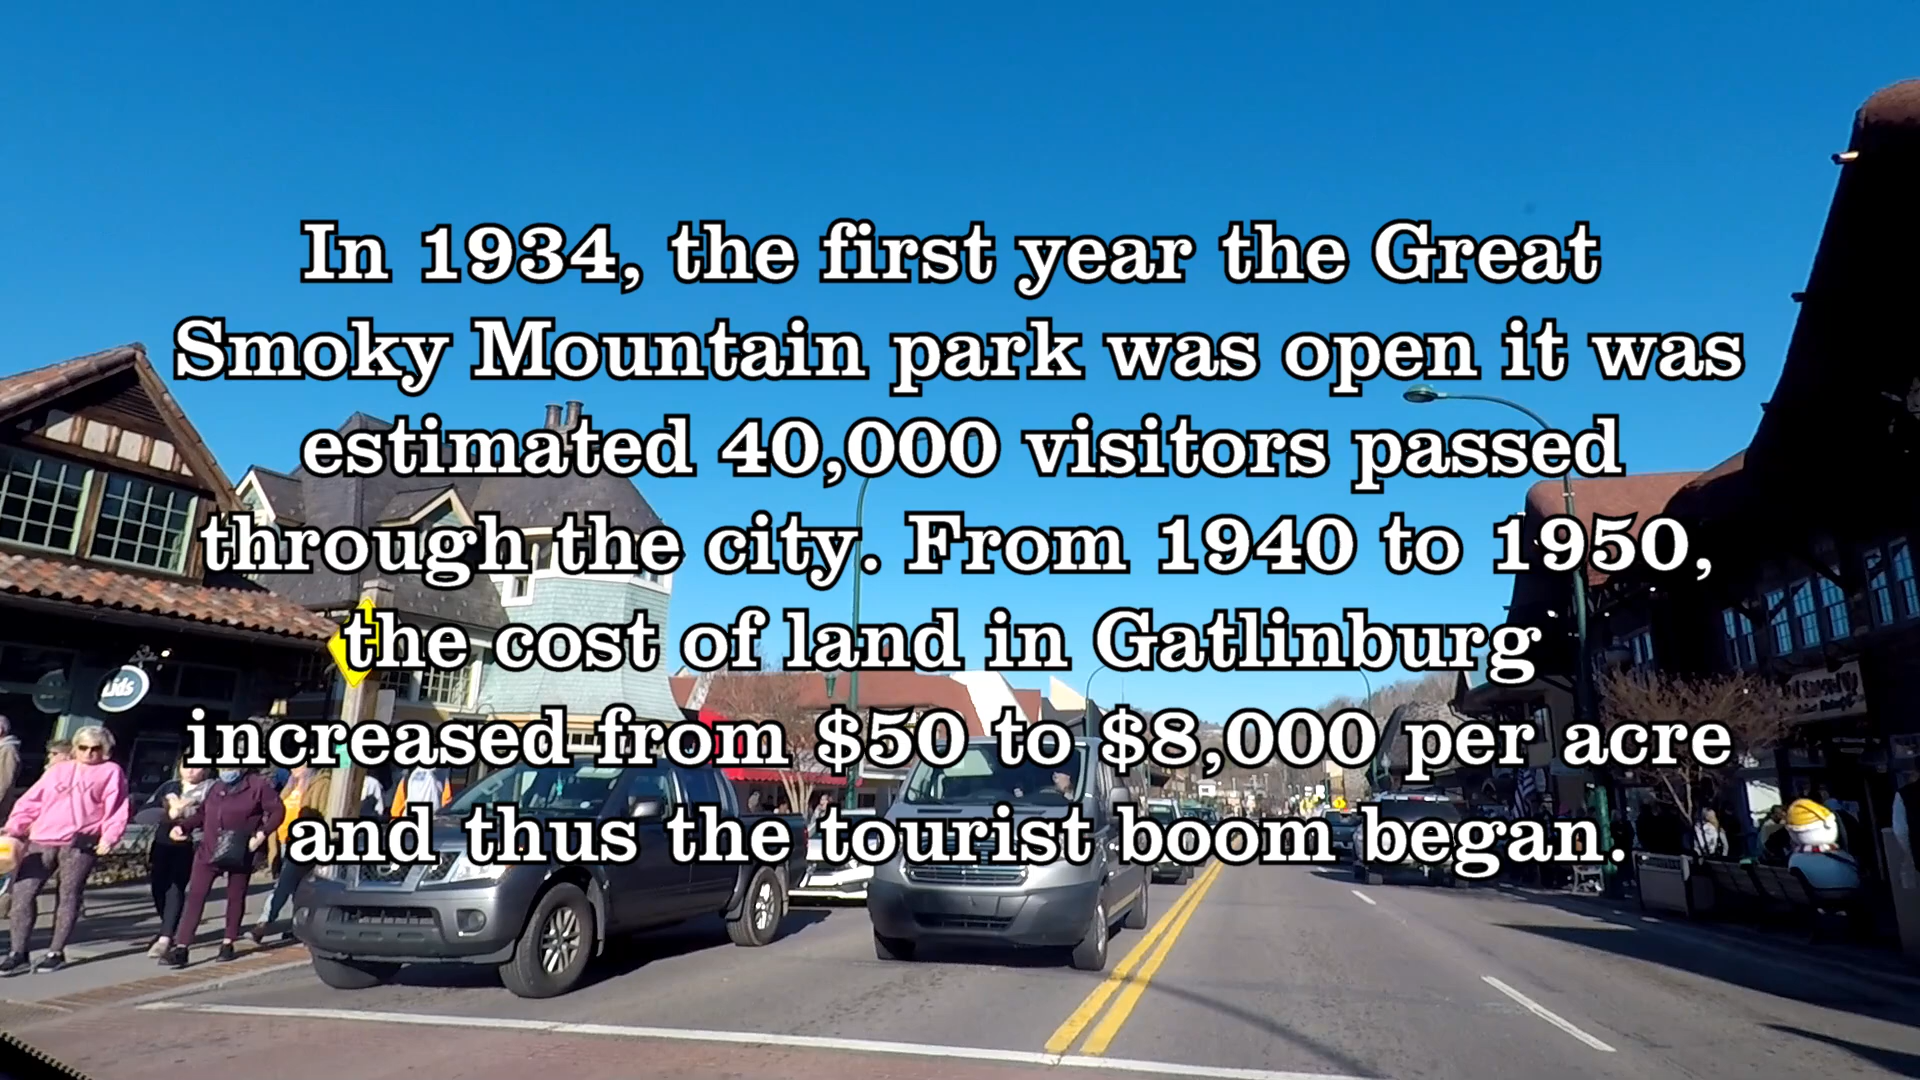 In 1934, the first year the Great
Smoky Mountain park was open it was
estimated 40,000 visitors passed
through the city. From 1940 to 1950,
the cost of land in Gatlinburg
increased from $50 to $8,000 per acre
and thus the tourist boom began.
Lids